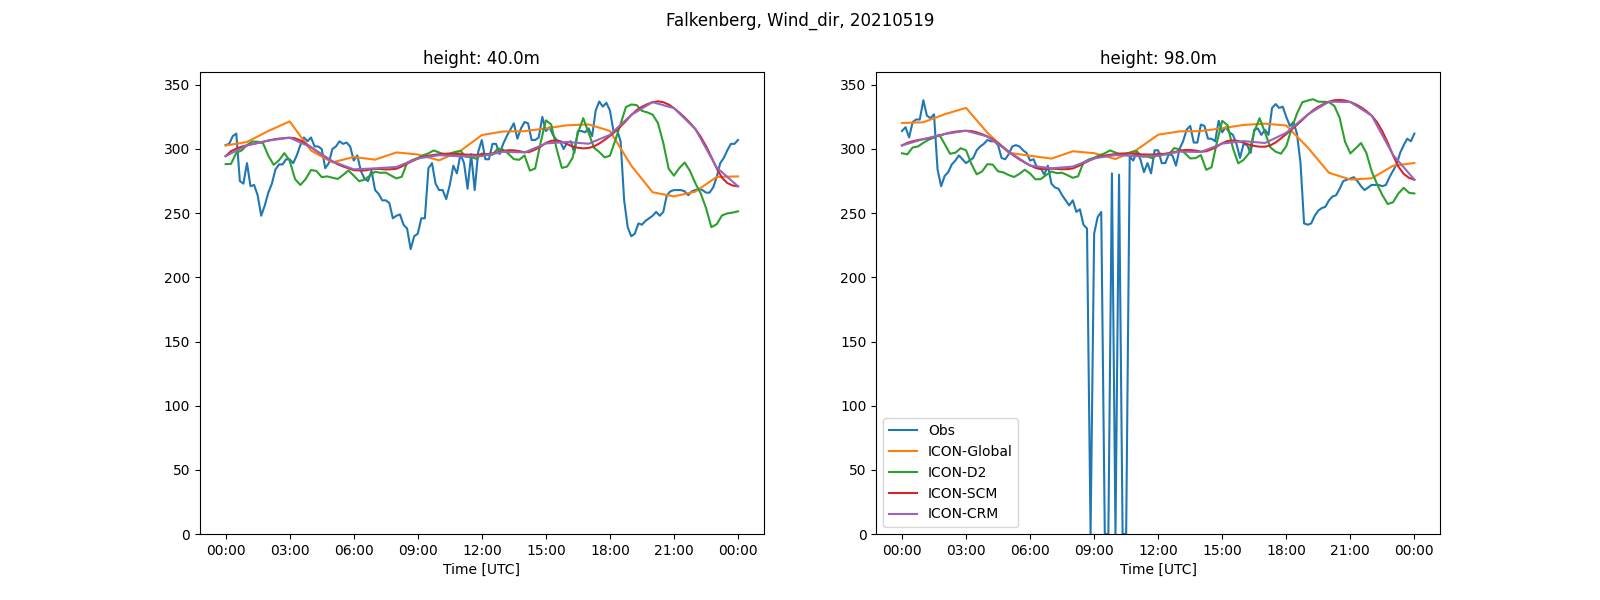 Falkenberg, Wind_dir, 20210519
height: 40.0m
350
300
250
200
150
100
50
0
00:00 03:00 06:00 09:00 12:00 15:00 18:00 21:00 00:00
Time [UTC]
height: 98.0m
350
300
250
200
150
100
50
0
Obs
ICON-Global
ICON-D2
ICON-SCM
ICON-CRM
00:00 03:00 06:00 09:00 12:00 15:00 18:00 21:00 00:00
Time [UTC]